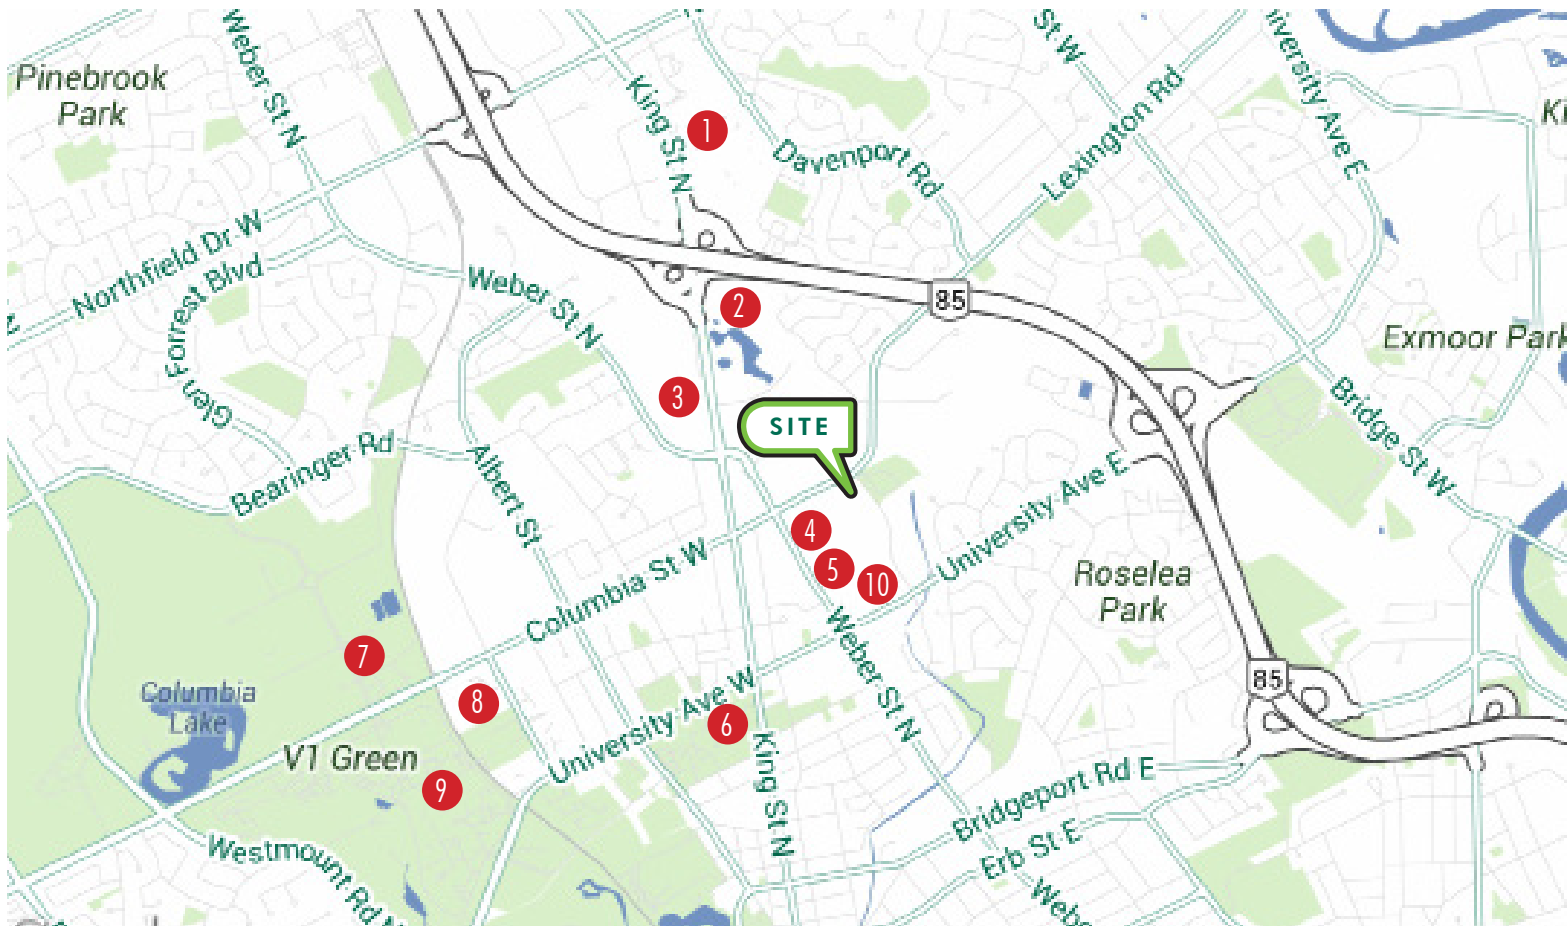 Weber St N
Pinebrook
Park
King St N
1
St W
Davenport Rd
Lexington Rd
University Ave E
Northfield Dr W
Glen Forrest Blvd
Weber St N
2
85
Exmoor Park
3
SITE
Bridge St W
Bearinger Rd
Albert St
4
5
10
University Ave E
Columbia St W
Roselea
Park
7
Columbia
Lake
8
V1 Green
9
University Ave W
6
Weber St N
85
King St N
Bridgeport Rd E
Erb St E
Westmount Rd N